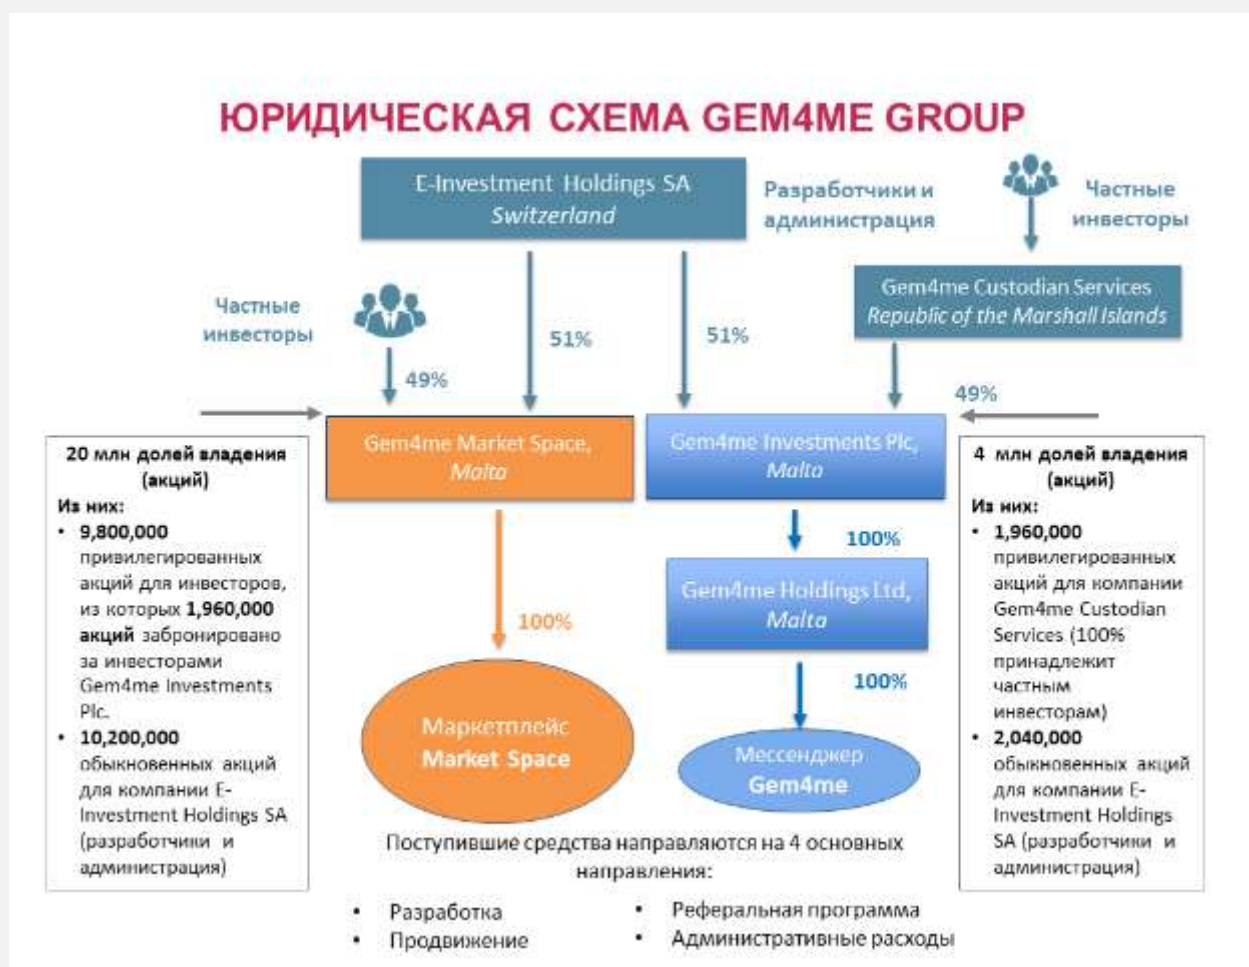 ЮРИДИЧЕСКАЯ СХЕМА GEM4ME GROUP
E-Investment Holdings SA
Switzerland
Разработчики и
администрация
Частные
инвесторы
Gem4me Custodian Services
Republic of the Marshall Islands
Частные
инвесторы
51%
51%
49%
49%
Gem4me Market Space,
Malta
Gem4me Investments Plc,
Malta
20 млн долей владения
(акций)
Из них:
• 9,800,000
привилегированных
акций для инвесторов,
из которых 1,960,000
акций забронировано
за инвесторами
Gem4me Investments
Plc.
• 10,200,000
обыкновенных акций
для компании E-
Investment Holdings SA
(разработчики и
администрация)
100%
Маркетплейс
Market Space
100%
Gem4me Holdings Ltd,
Malta
100%
Мессенджер
Gem4me
4 млн долей владения
(акций)
Из них:
• 1,960,000
привилегированных
акций для компании
Gem4me Custodian
Services (100%
принадлежит
частным
инвесторам)
• 2,040,000
обыкновенных акций
для компании E-
Investment Holdings
SA (разработчики и
администрация)
Поступившие средства направляются на 4 основных
направления:
• Разработка
• Продвижение
• Реферальная программа
• Административные расходы